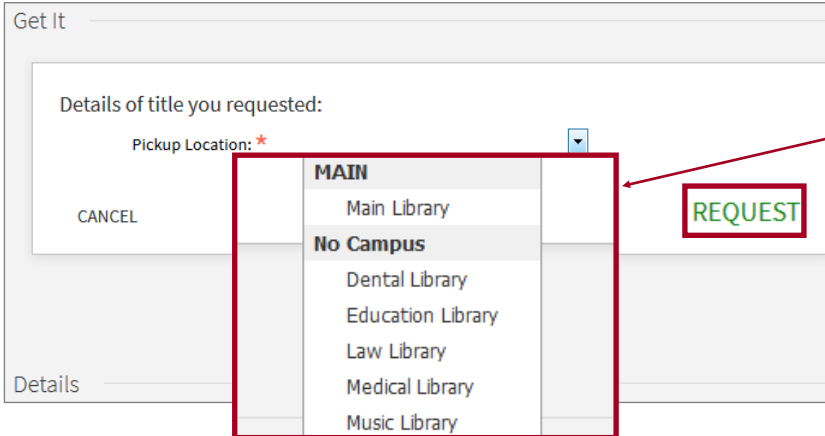 Get It
Details of title you requested:
Pickup Location: *
MAIN
Main Library
CANCEL
REQUEST
No Campus
Dental Library
Education Library
Law Library
Medical Library
Details
Music Library